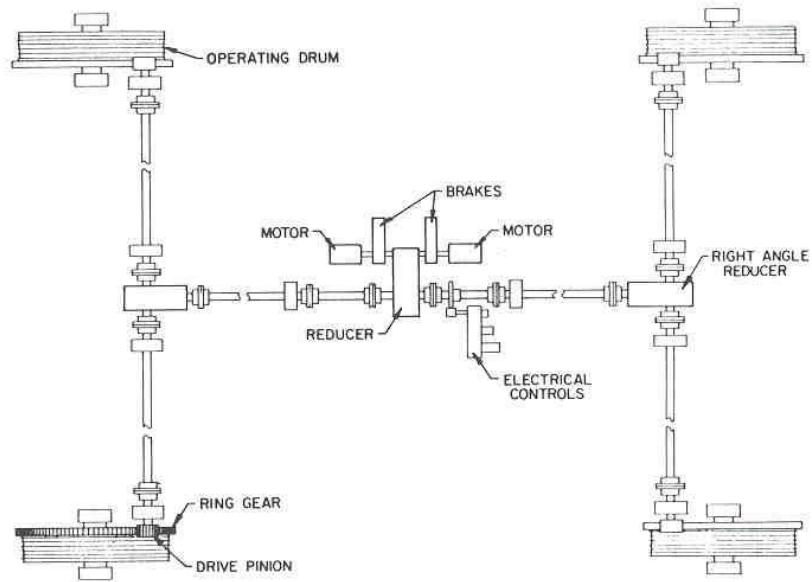 OPERATING DRUM
BRAKES
MOTOR
MOTOR
RIGHT ANGLE
REDUCER
REDUCER
ELECTRICAL
CONTROLS
RING GEAR
DRIVE PINION